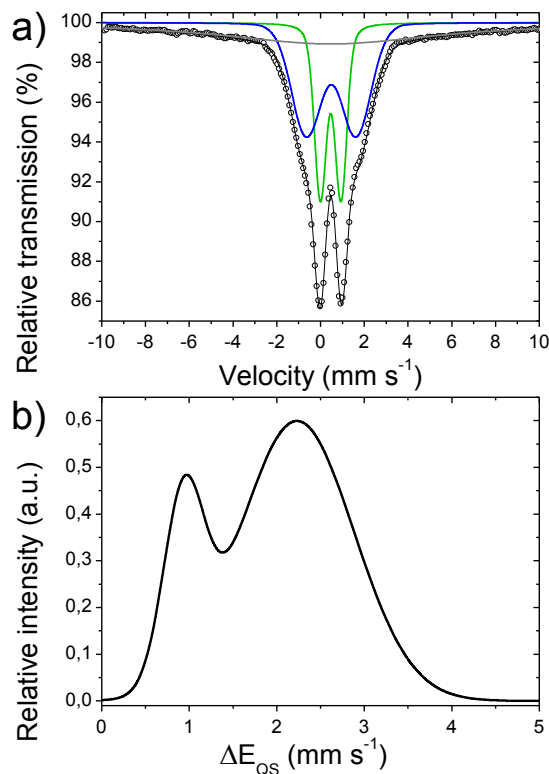 a)
Relative transmission (%)
100
98
96
94
92
90
88
86
-10 -8 -6 -4 -2 0 2 4 6 8 10
Velocity (mm s⁻¹)
b)
Relative intensity (a.u.)
0,6
0,5
0,4
0,3
0,2
0,1
0,0
0 1 2 3 4 5
ΔE_QS (mm s⁻¹)